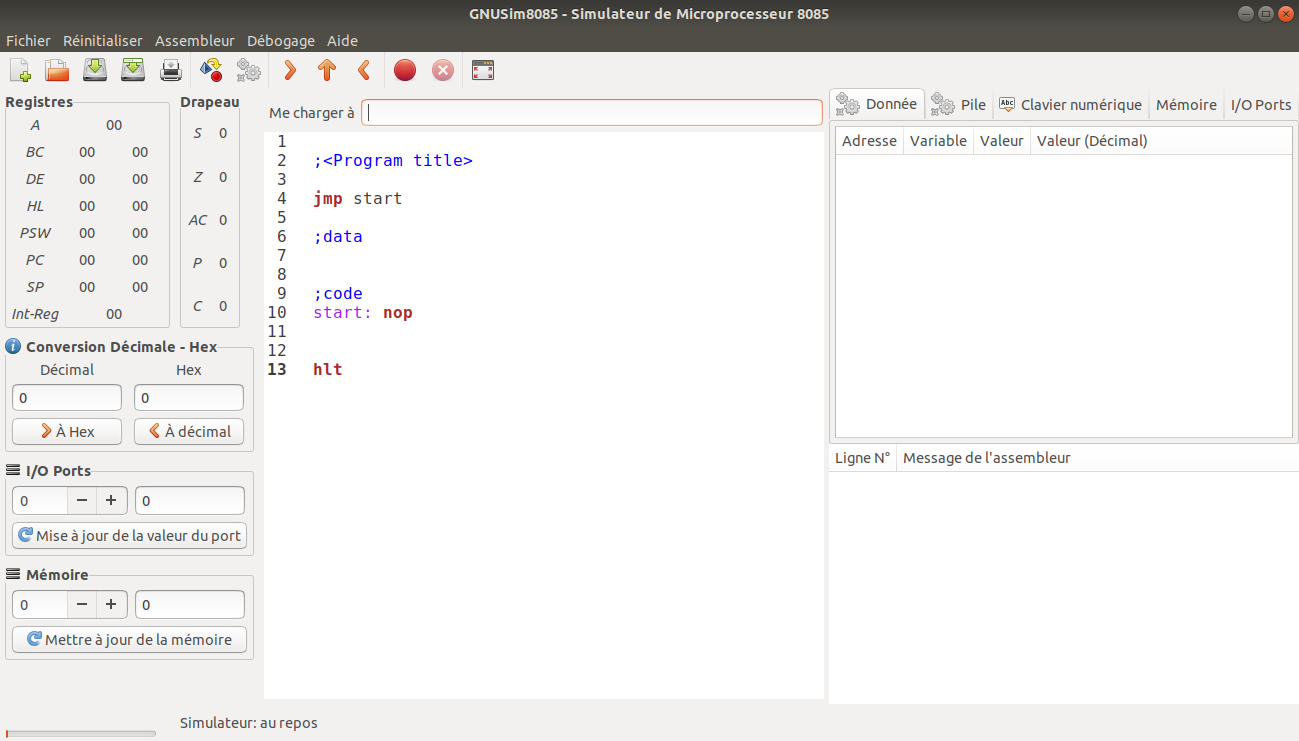 GNUSim8085 - Simulateur de Microprocesseur 8085
Fichier Réinitialiser Assembleur Débogage Aide
Registres
A 00
BC 00 00
DE 00 00
HL 00 00
PSW 00 00
PC 00 00
SP 00 00
Int-Reg 00
Drapeau
S 0
Z 0
AC 0
P 0
C 0
Conversion Décimale - Hex
Décimal Hex
0 0
À Hex À décimal
I/O Ports
0 − + 0
Mise à jour de la valeur du port
Mémoire
0 − + 0
Mettre à jour de la mémoire
Me charger à
1
2 ;<Program title>
3
4 jmp start
5
6 ;data
7
8
9 ;code
10 start: nop
11
12
13 hlt
Donnée Pile Abc Clavier numérique Mémoire I/O Ports
Adresse Variable Valeur Valeur (Décimal)
Ligne N° Message de l'assembleur
Simulateur: au repos